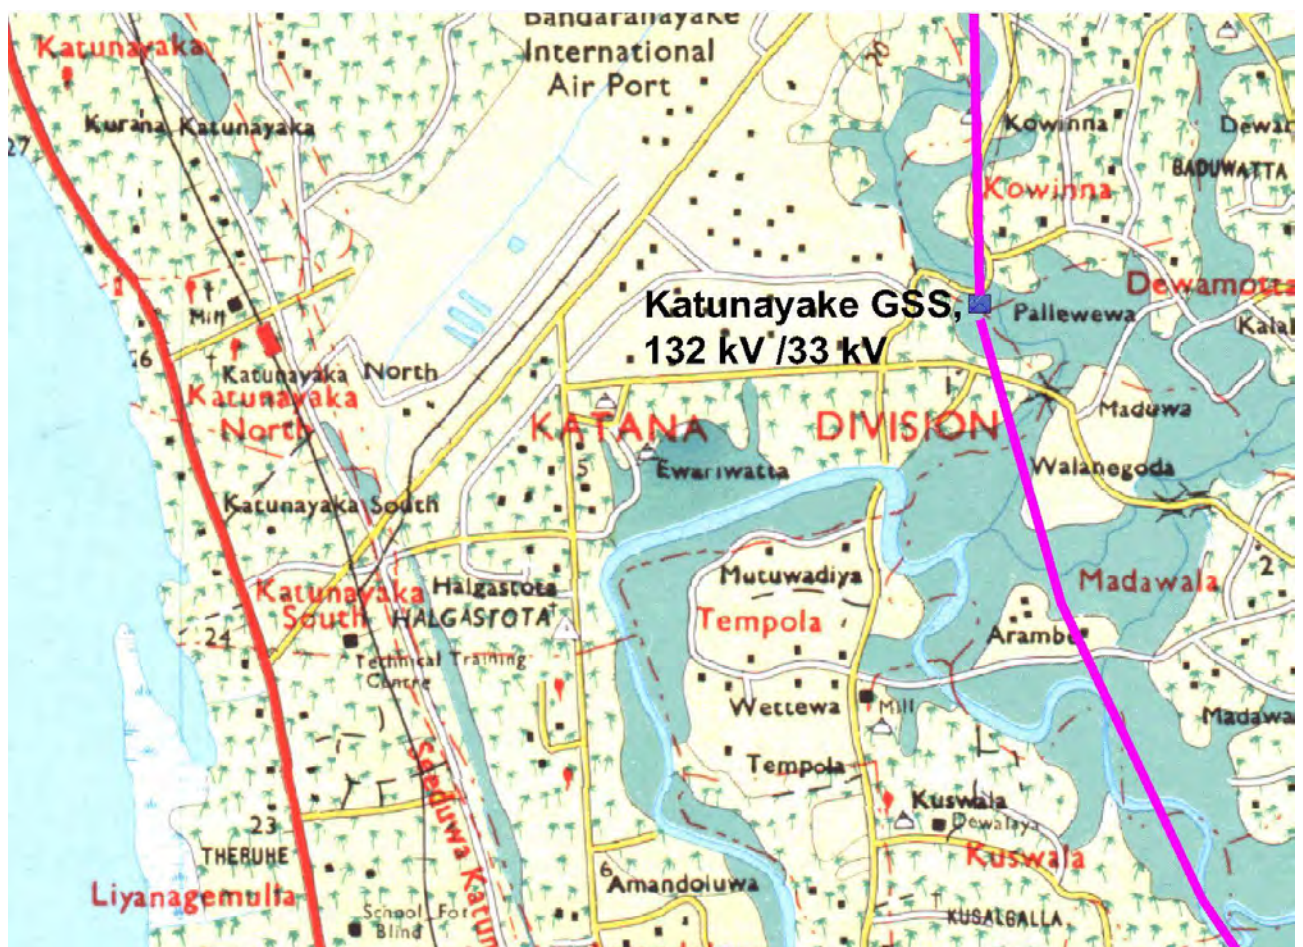 Bandaranayake
International
Air Port
Katunayaka
Kurana Katunayaka
27
20
Kowinna
BADUWATTA
Kowinna
Dewamotta
Katunayake GSS,
132 kV /33 kV
Pallewewa
Mill
26
Katunayaka
North
Katunayaka
North
KATANA DIVISION
Maduwa
5
Ewariwatta
Walanegoda
Katunayaka South
Katunayaka
South
Halgastota
HALGASTOTA
Mutuwadiya
Tempola
Madawala
2
24
Technical Training
Centre
Arambe
Wettewa
Mill
Tempola
Seeduwa Katun
Kuswala
Dewalaya
Kuswala
23
THERUHE
Liyanagemulla
6
Amandoluwa
School For
Blind
KUSALGALLA